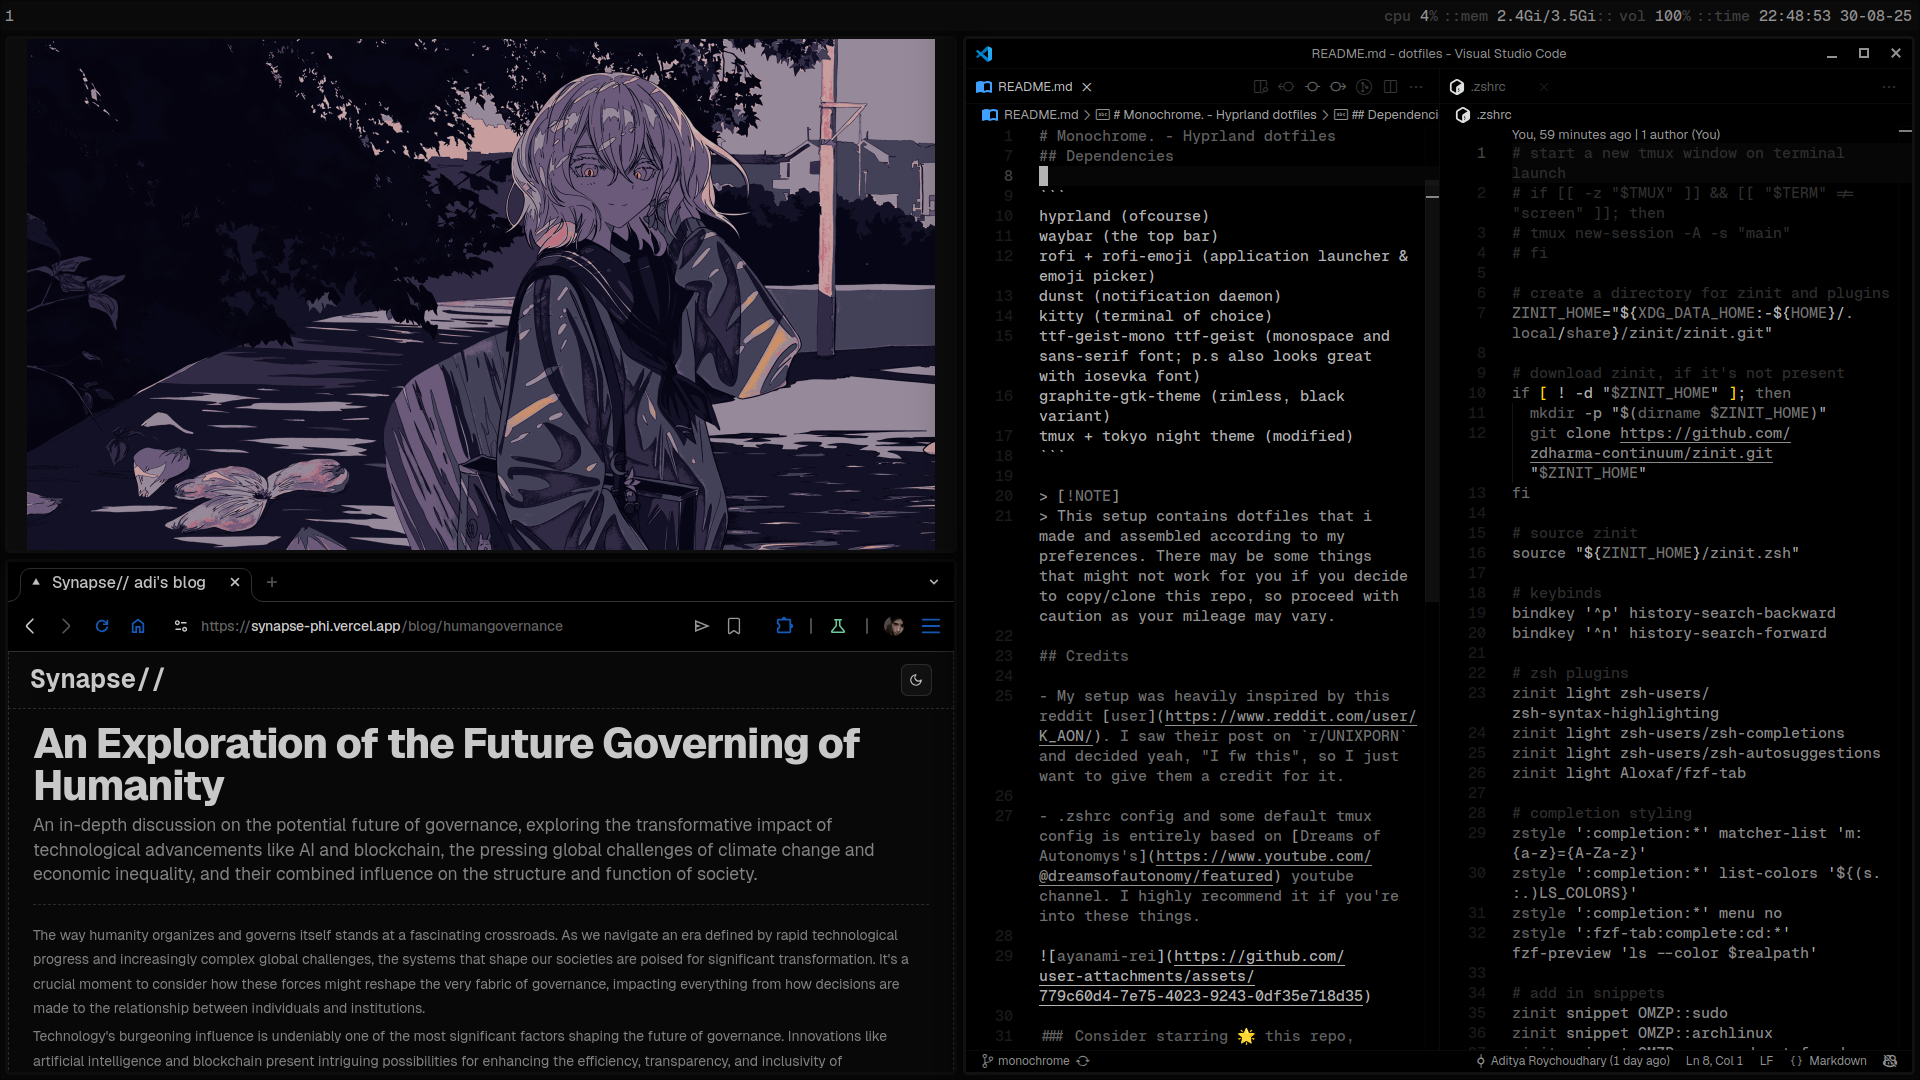 1
cpu 4% ::mem 2.4Gi/3.5Gi:: vol 100% ::time 22:48:53 30-08-25
Synapse// adi's blog
https://synapse-phi.vercel.app/blog/humangovernance
Synapse//
An Exploration of the Future Governing of
Humanity
An in-depth discussion on the potential future of governance, exploring the transformative impact of
technological advancements like AI and blockchain, the pressing global challenges of climate change and
economic inequality, and their combined influence on the structure and function of society.
The way humanity organizes and governs itself stands at a fascinating crossroads. As we navigate an era defined by rapid technological
progress and increasingly complex global challenges, the systems that shape our societies are poised for significant transformation. It's a
crucial moment to consider how these forces might reshape the very fabric of governance, impacting everything from how decisions are
made to the relationship between individuals and institutions.
Technology's burgeoning influence is undeniably one of the most significant factors shaping the future of governance. Innovations like
artificial intelligence and blockchain present intriguing possibilities for enhancing the efficiency, transparency, and inclusivity of
README.md - dotfiles - Visual Studio Code
README.md
README.md > # Monochrome. - Hyprland dotfiles > ## Dependenci
1 # Monochrome. - Hyprland dotfiles
7 ## Dependencies
8
9 ```
10 hyprland (ofcourse)
11 waybar (the top bar)
12 rofi + rofi-emoji (application launcher &
emoji picker)
13 dunst (notification daemon)
14 kitty (terminal of choice)
15 ttf-geist-mono ttf-geist (monospace and
sans-serif font; p.s also looks great
with iosevka font)
16 graphite-gtk-theme (rimless, black
variant)
17 tmux + tokyo night theme (modified)
18 ```
19
20 > [!NOTE]
21 > This setup contains dotfiles that i
made and assembled according to my
preferences. There may be some things
that might not work for you if you decide
to copy/clone this repo, so proceed with
caution as your mileage may vary.
22
23 ## Credits
24
25 - My setup was heavily inspired by this
reddit [user](https://www.reddit.com/user/
K_AON/). I saw their post on `r/UNIXPORN`
and decided yeah, "I fw this", so I just
want to give them a credit for it.
26
27 - .zshrc config and some default tmux
config is entirely based on [Dreams of
Autonomys's](https://www.youtube.com/
@dreamsofautonomy/featured) youtube
channel. I highly recommend it if you're
into these things.
28
29 ![ayanami-rei](https://github.com/
user-attachments/assets/
779c60d4-7e75-4023-9243-0df35e718d35)
30
31 ### Consider starring 🌟 this repo,
.zshrc
.zshrc
You, 59 minutes ago | 1 author (You)
1 # start a new tmux window on terminal
launch
2 # if [[ -z "$TMUX" ]] && [[ "$TERM" ≠
"screen" ]]; then
3 # tmux new-session -A -s "main"
4 # fi
5
6 # create a directory for zinit and plugins
7 ZINIT_HOME="${XDG_DATA_HOME:-${HOME}/.
local/share}/zinit/zinit.git"
8
9 # download zinit, if it's not present
10 if [ ! -d "$ZINIT_HOME" ]; then
11 mkdir -p "$(dirname $ZINIT_HOME)"
12 git clone https://github.com/
zdharma-continuum/zinit.git
"$ZINIT_HOME"
13 fi
14
15 # source zinit
16 source "${ZINIT_HOME}/zinit.zsh"
17
18 # keybinds
19 bindkey '^p' history-search-backward
20 bindkey '^n' history-search-forward
21
22 # zsh plugins
23 zinit light zsh-users/
zsh-syntax-highlighting
24 zinit light zsh-users/zsh-completions
25 zinit light zsh-users/zsh-autosuggestions
26 zinit light Aloxaf/fzf-tab
27
28 # completion styling
29 zstyle ':completion:*' matcher-list 'm:
{a-z}={A-Za-z}'
30 zstyle ':completion:*' list-colors '${(s.
:.)LS_COLORS}'
31 zstyle ':completion:*' menu no
32 zstyle ':fzf-tab:complete:cd:*'
fzf-preview 'ls --color $realpath'
33
34 # add in snippets
35 zinit snippet OMZP::sudo
36 zinit snippet OMZP::archlinux
monochrome
Aditya Roychoudhary (1 day ago) Ln 8, Col 1 LF {} Markdown